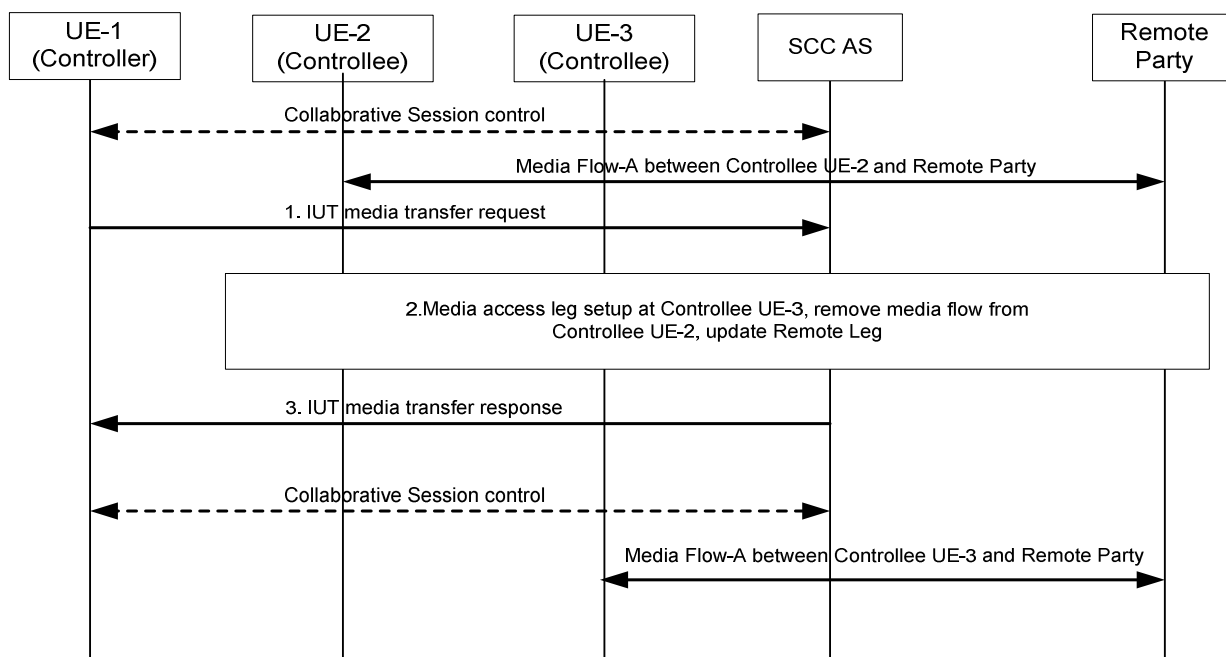 UE-1
(Controller)
UE-2
(Controllee)
UE-3
(Controllee)
SCC AS
Remote
Party
Collaborative Session control
Media Flow-A between Controllee UE-2 and Remote Party
1. IUT media transfer request
2.Media access leg setup at Controllee UE-3, remove media flow from
Controllee UE-2, update Remote Leg
3. IUT media transfer response
Collaborative Session control
Media Flow-A between Controllee UE-3 and Remote Party